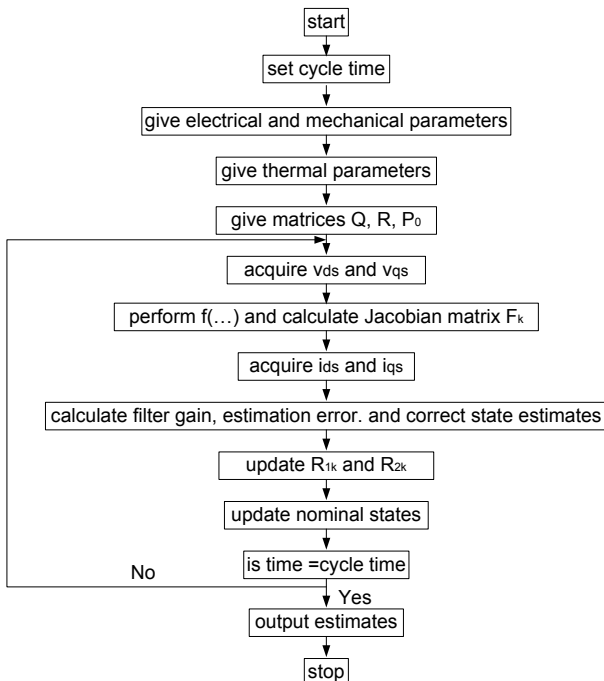 start
set cycle time
give electrical and mechanical parameters
give thermal parameters
give matrices Q, R, P0
acquire vds and vqs
perform f(…) and calculate Jacobian matrix Fk
acquire ids and iqs
calculate filter gain, estimation error. and correct state estimates
update R1k and R2k
update nominal states
is time =cycle time
No
Yes
output estimates
stop